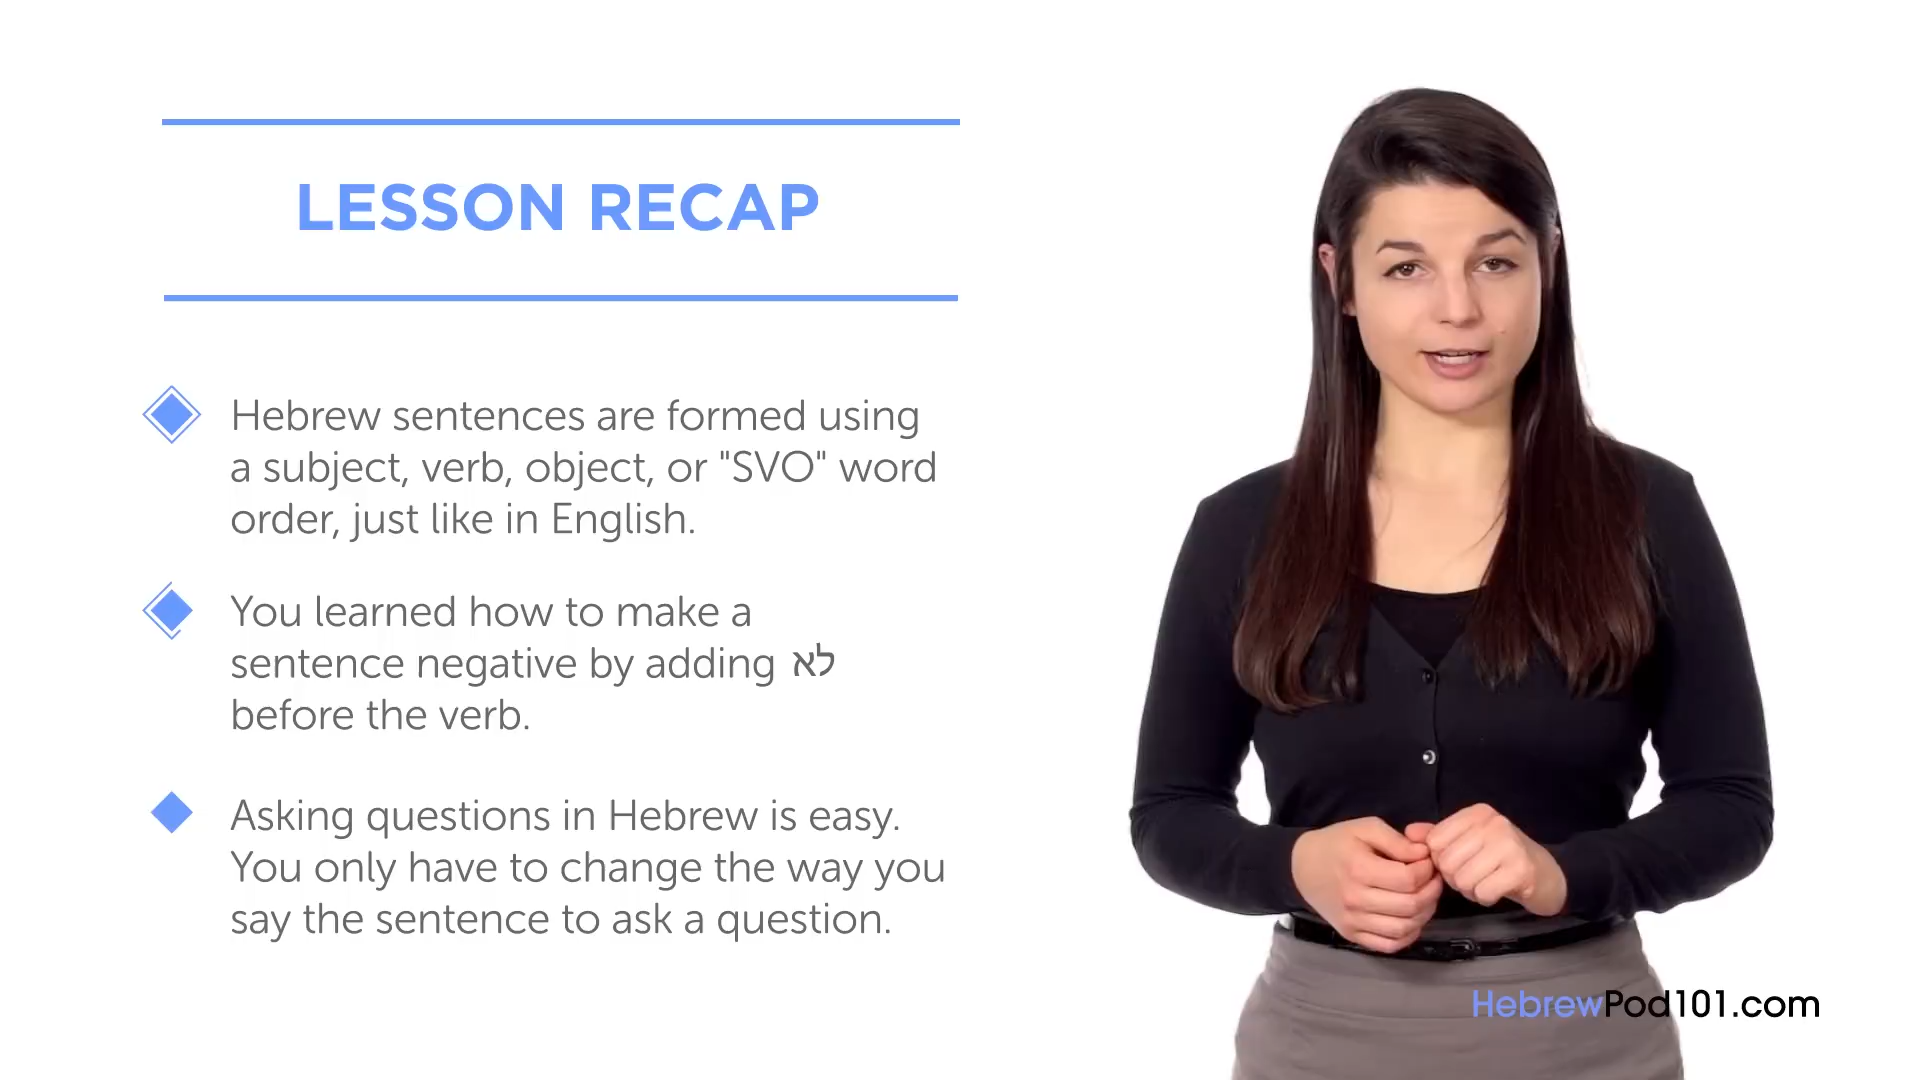 LESSON RECAP
Hebrew sentences are formed using
a subject, verb, object, or "SVO" word
order, just like in English.
You learned how to make a
sentence negative by adding לא
before the verb.
Asking questions in Hebrew is easy.
You only have to change the way you
say the sentence to ask a question.
HebrewPod101.com